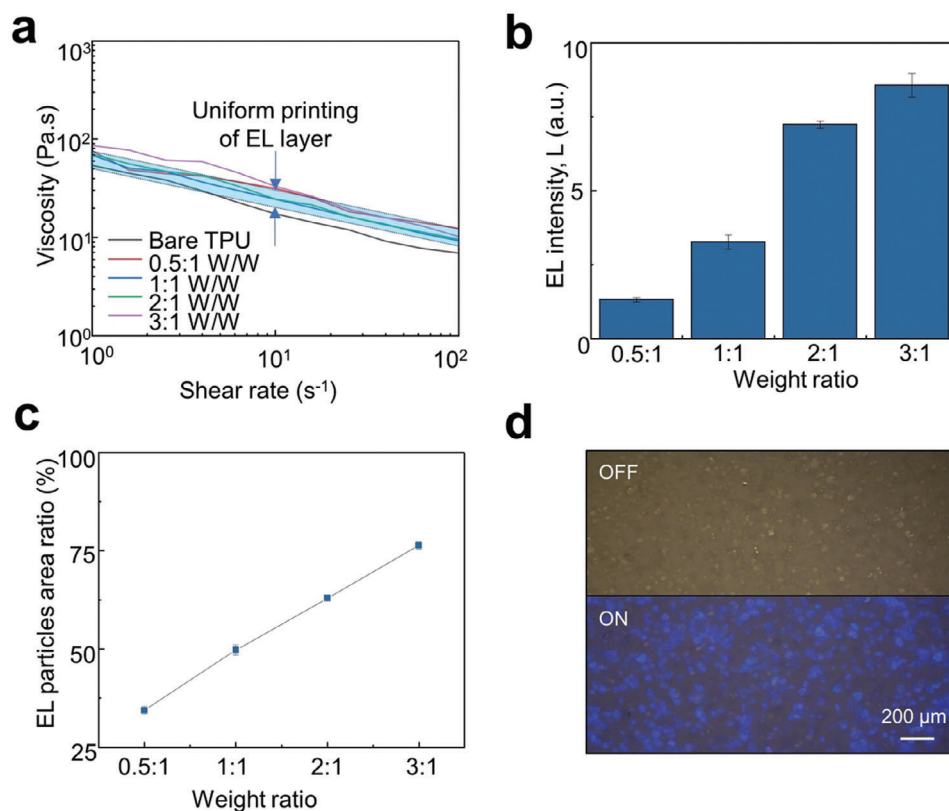 a
Viscosity (Pa.s)
10³
10²
10¹
10⁰
Uniform printing
of EL layer
Bare TPU
0.5:1 W/W
1:1 W/W
2:1 W/W
3:1 W/W
10⁰
10¹
10²
Shear rate (s⁻¹)
b
EL intensity, L (a.u.)
10
5
0
0.5:1
1:1
2:1
3:1
Weight ratio
c
EL particles area ratio (%)
100
75
50
25
0.5:1
1:1
2:1
3:1
Weight ratio
d
OFF
ON
200 μm